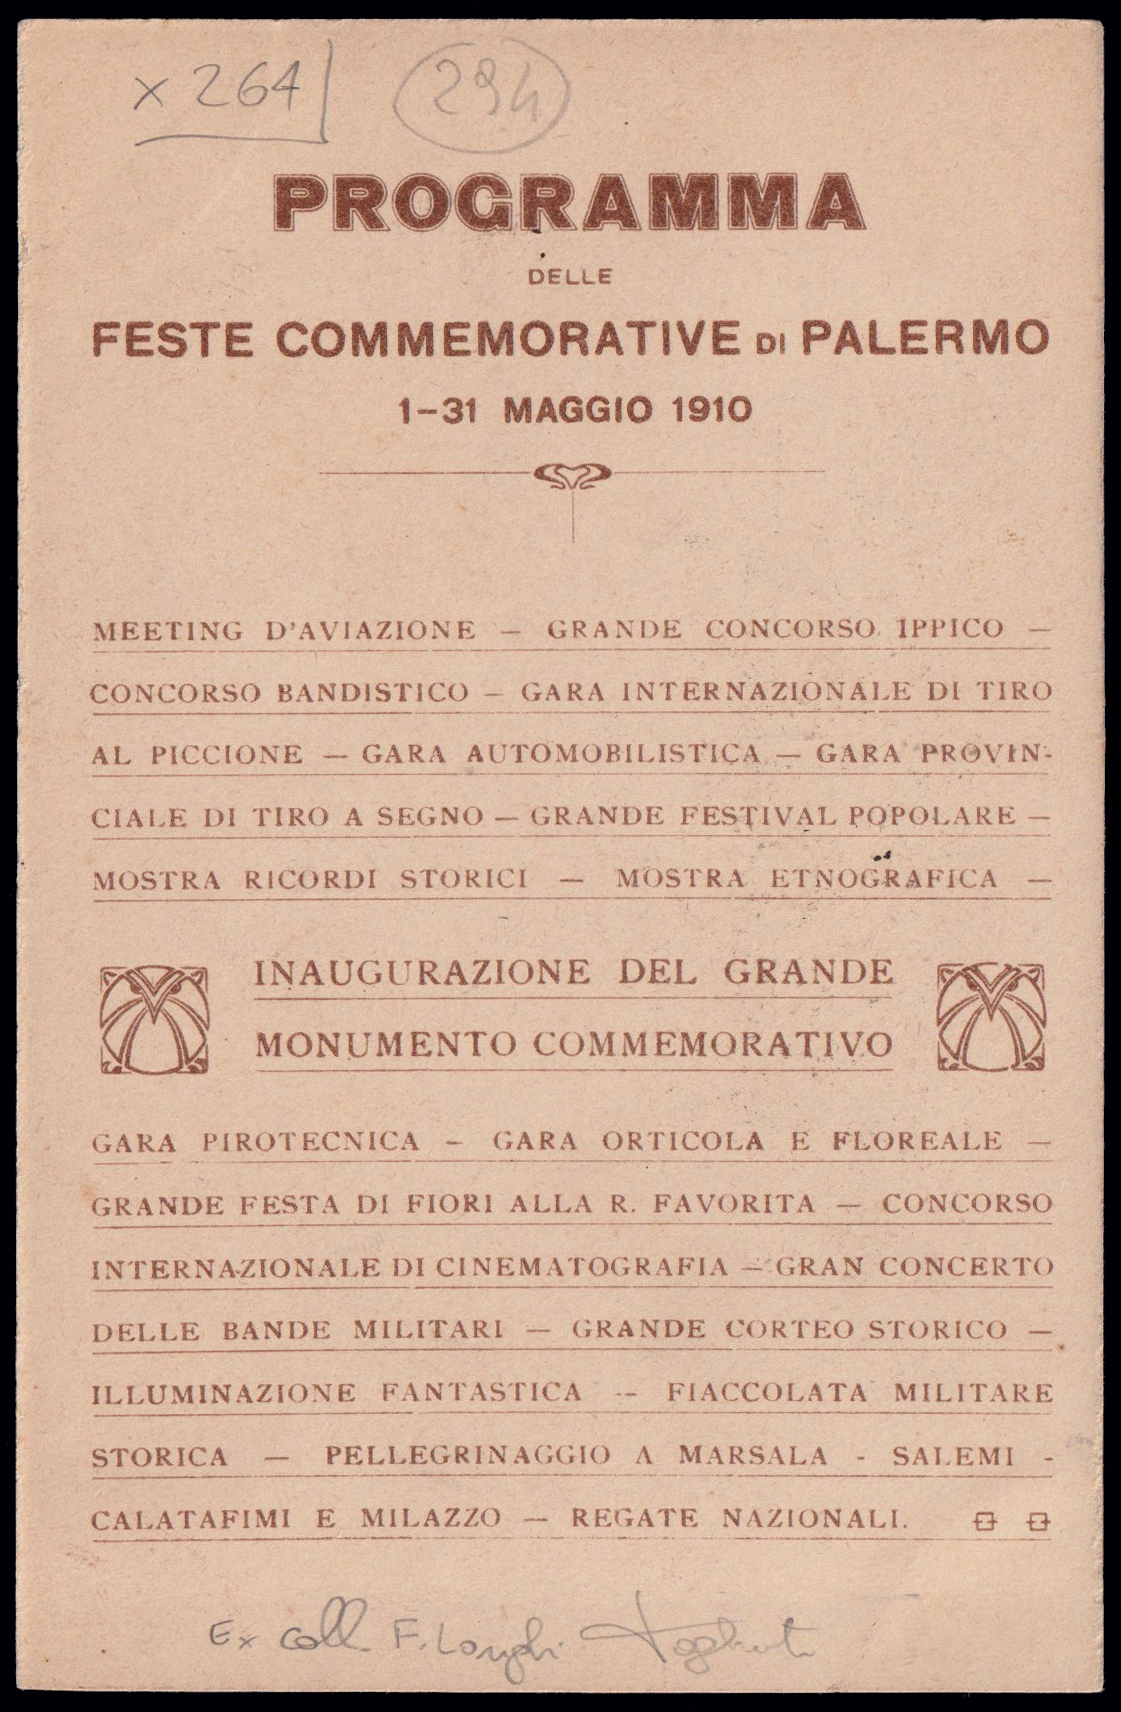 x 264
294
PROGRAMMA
DELLE
FESTE COMMEMORATIVE DI PALERMO
1-31 MAGGIO 1910
MEETING D'AVIAZIONE — GRANDE CONCORSO IPPICO —
CONCORSO BANDISTICO — GARA INTERNAZIONALE DI TIRO
AL PICCIONE — GARA AUTOMOBILISTICA — GARA PROVIN-
CIALE DI TIRO A SEGNO — GRANDE FESTIVAL POPOLARE —
MOSTRA RICORDI STORICI — MOSTRA ETNOGRAFICA —
INAUGURAZIONE DEL GRANDE
MONUMENTO COMMEMORATIVO
GARA PIROTECNICA - GARA ORTICOLA E FLOREALE —
GRANDE FESTA DI FIORI ALLA R. FAVORITA — CONCORSO
INTERNAZIONALE DI CINEMATOGRAFIA — GRAN CONCERTO
DELLE BANDE MILITARI — GRANDE CORTEO STORICO —
ILLUMINAZIONE FANTASTICA -- FIACCOLATA MILITARE
STORICA — PELLEGRINAGGIO A MARSALA - SALEMI -
CALATAFIMI E MILAZZO — REGATE NAZIONALI.
Ex coll. F. Longhi